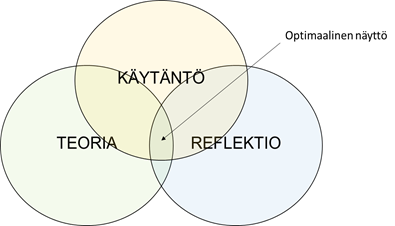 Optimaalinen näyttö
KÄYTÄNTÖ
TEORIA
REFLEKTIO